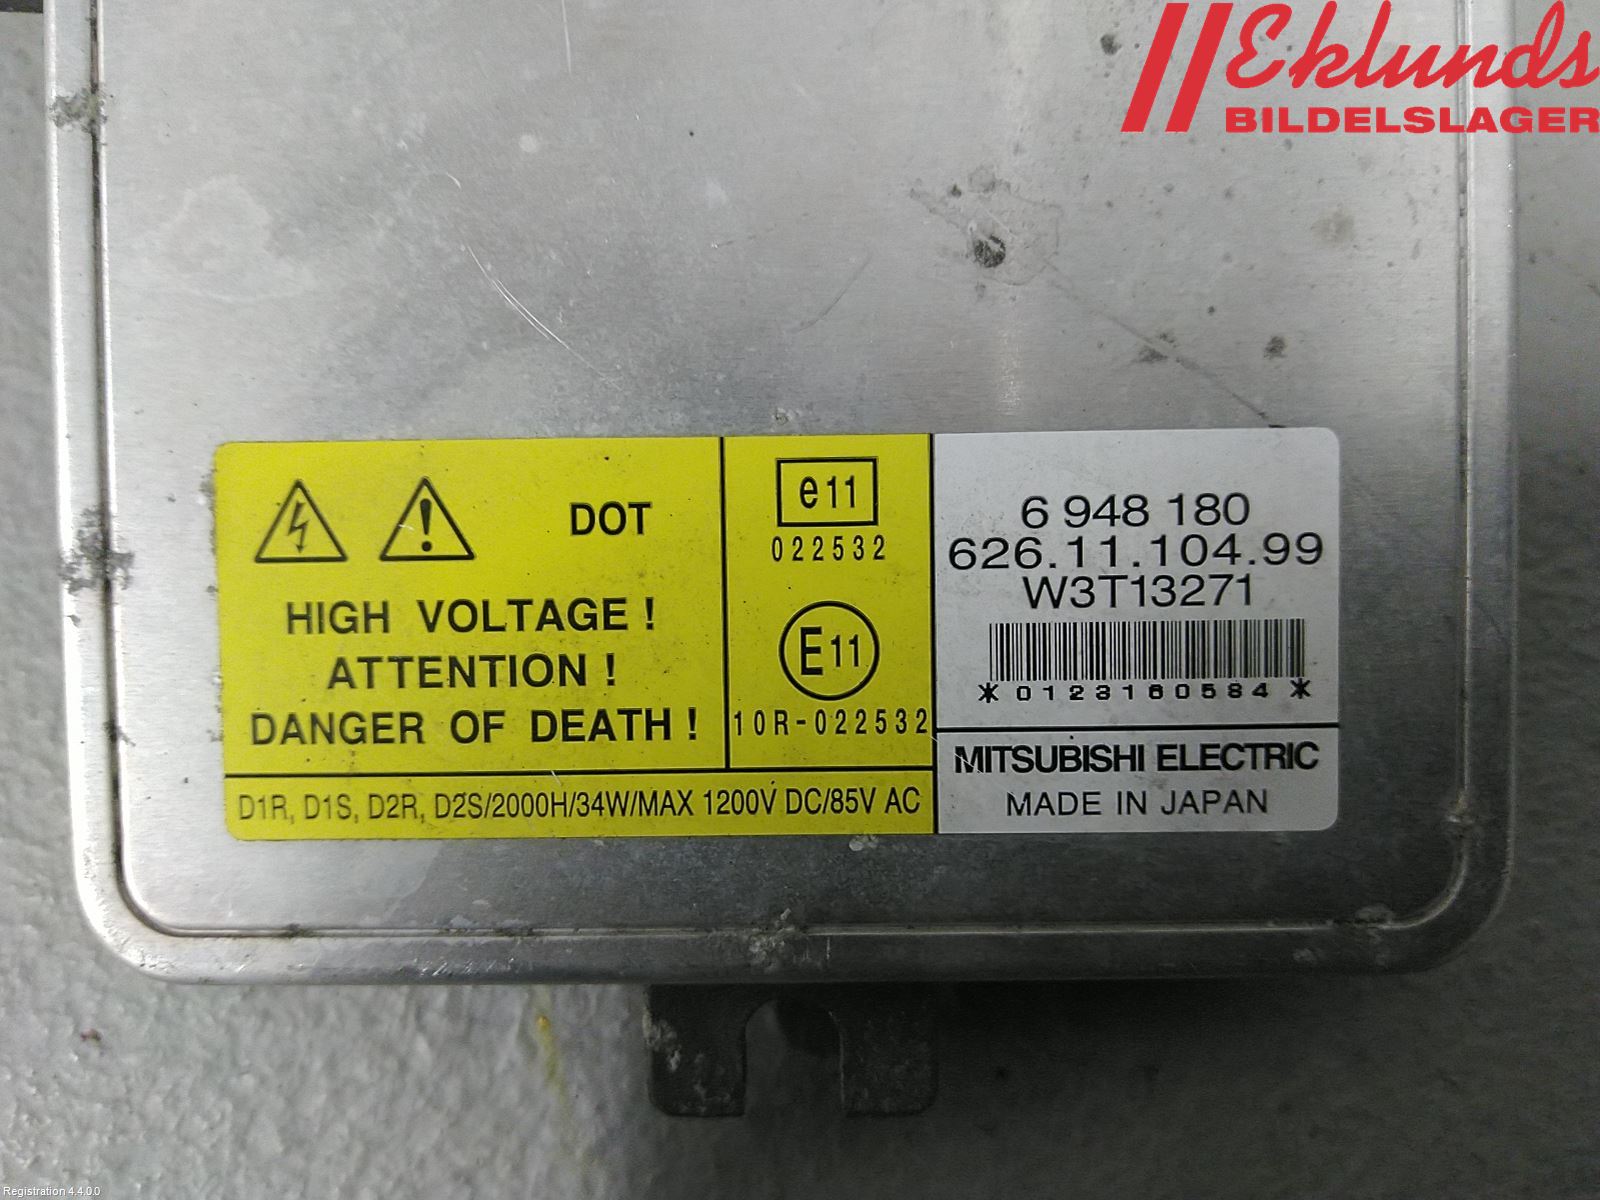 Eklunds
BILDELSLAGER
DOT
HIGH VOLTAGE !
ATTENTION !
DANGER OF DEATH !
e11
022532
E11
10R-022532
D1R, D1S, D2R, D2S/2000H/34W/MAX 1200V DC/85V AC
6 948 180
626.11.104.99
W3T13271
*0123160584*
MITSUBISHI ELECTRIC
MADE IN JAPAN
Registration 4.4.0.0